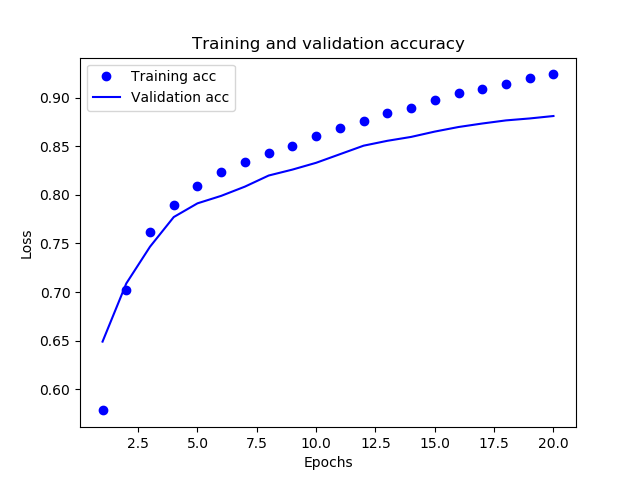 Training and validation accuracy
Training acc
Validation acc
0.90
0.85
0.80
0.75
0.70
0.65
0.60
Loss
2.5 5.0 7.5 10.0 12.5 15.0 17.5 20.0
Epochs